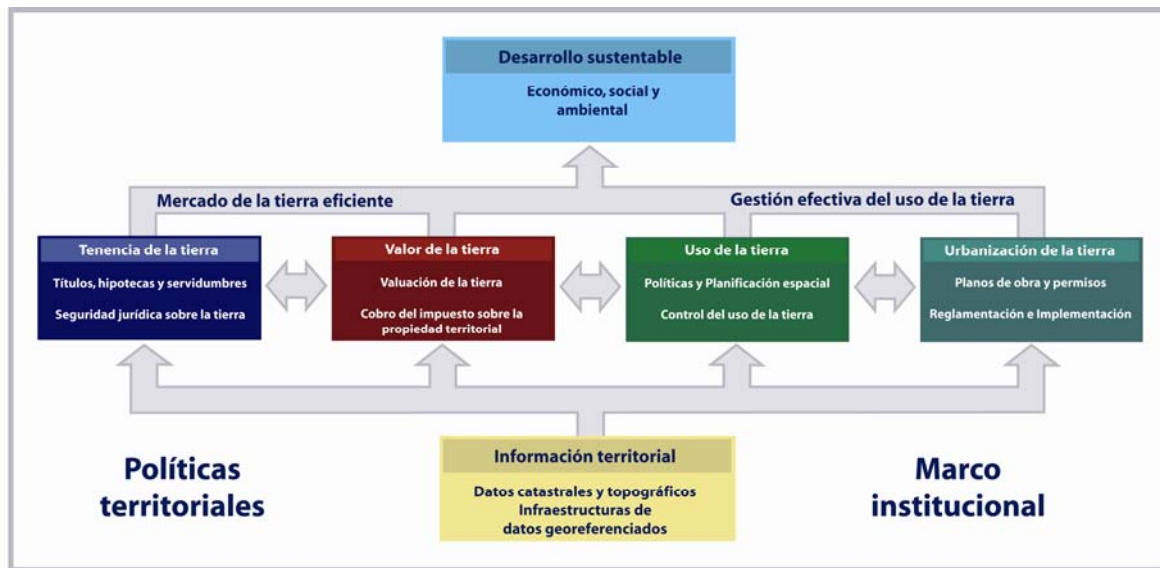 Desarrollo sustentable
Económico, social y
ambiental
Mercado de la tierra eficiente
Gestión efectiva del uso de la tierra
Tenencia de la tierra
Títulos, hipotecas y servidumbres
Seguridad jurídica sobre la tierra
Valor de la tierra
Valuación de la tierra
Cobro del impuesto sobre la
propiedad territorial
Uso de la tierra
Políticas y Planificación espacial
Control del uso de la tierra
Urbanización de la tierra
Planos de obra y permisos
Reglamentación e Implementación
Políticas
territoriales
Información territorial
Datos catastrales y topográficos
Infraestructuras de
datos georeferenciados
Marco
institucional